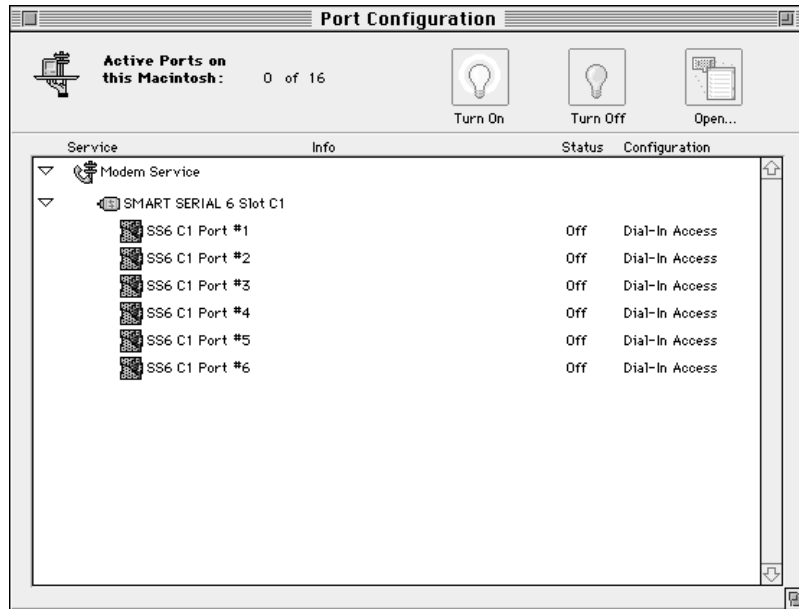 Port Configuration
Active Ports on
this Macintosh: 0 of 16
Turn On Turn Off Open...
Service Info Status Configuration
Modem Service
SMART SERIAL 6 Slot C1
SS6 C1 Port #1 Off Dial-In Access
SS6 C1 Port #2 Off Dial-In Access
SS6 C1 Port #3 Off Dial-In Access
SS6 C1 Port #4 Off Dial-In Access
SS6 C1 Port #5 Off Dial-In Access
SS6 C1 Port #6 Off Dial-In Access